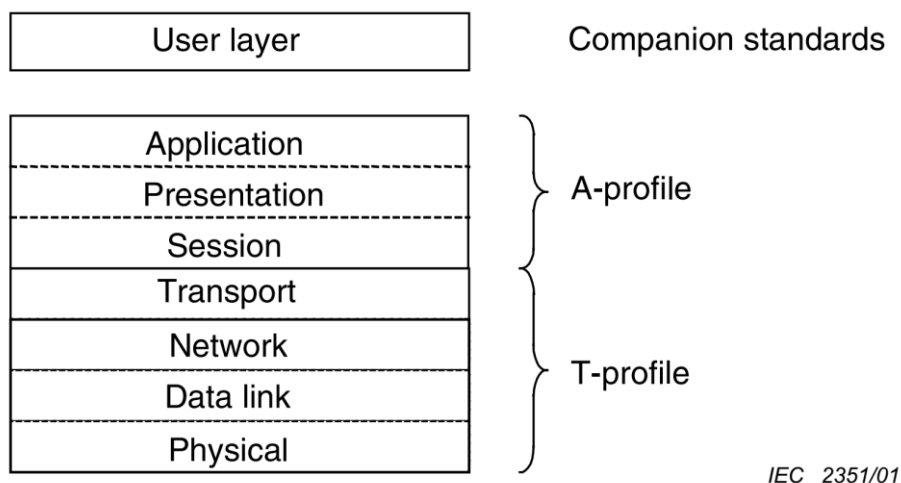 User layer
Companion standards
Application
Presentation
Session
A-profile
Transport
Network
Data link
Physical
T-profile
IEC 2351/01